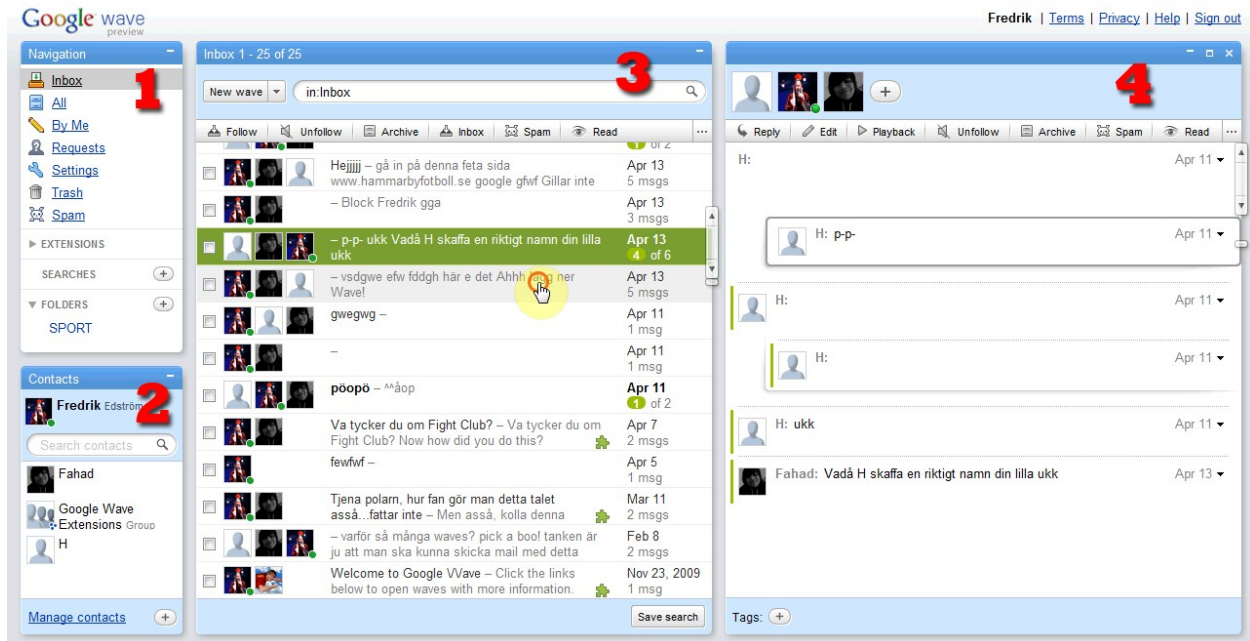 Google wave
preview
Fredrik | Terms | Privacy | Help | Sign out
Navigation
1
Inbox
All
By Me
Requests
Settings
Trash
Spam
EXTENSIONS
SEARCHES
FOLDERS
SPORT
Contacts
2
Fredrik Edström
Search contacts
Fahad
Google Wave
Extensions Group
H
Manage contacts
Inbox 1 - 25 of 25
3
New wave
in:Inbox
Follow Unfollow Archive Inbox Spam Read ...
1 of 2
Hejjjjj – gå in på denna feta sida Apr 13
www.hammarbyfotboll.se google gfwf Gillar inte 5 msgs
– Block Fredrik gga Apr 13
3 msgs
– p-p- ukk Vadå H skaffa en riktigt namn din lilla Apr 13
ukk 4 of 6
– vsdgwe efw fddgh här e det Ahhh ner Apr 13
Wave! 5 msgs
gwegwg – Apr 11
1 msg
– Apr 11
1 msg
pöopö – ^^åop Apr 11
1 of 2
Va tycker du om Fight Club? – Va tycker du om Apr 7
Fight Club? Now how did you do this? 2 msgs
fewfwf – Apr 5
1 msg
Tjena polarn, hur fan gör man detta talet Mar 11
asså...fattar inte – Men asså, kolla denna 2 msgs
– varför så många waves? pick a boo! tanken är Feb 8
ju att man ska kunna skicka mail med detta 2 msgs
Welcome to Google Wave – Click the links Nov 23, 2009
below to open waves with more information. 1 msg
Save search
4
Reply Edit Playback Unfollow Archive Spam Read ...
H: Apr 11
H: p-p- Apr 11
H: Apr 11
H: Apr 11
H: ukk Apr 11
Fahad: Vadå H skaffa en riktigt namn din lilla ukk Apr 13
Tags: